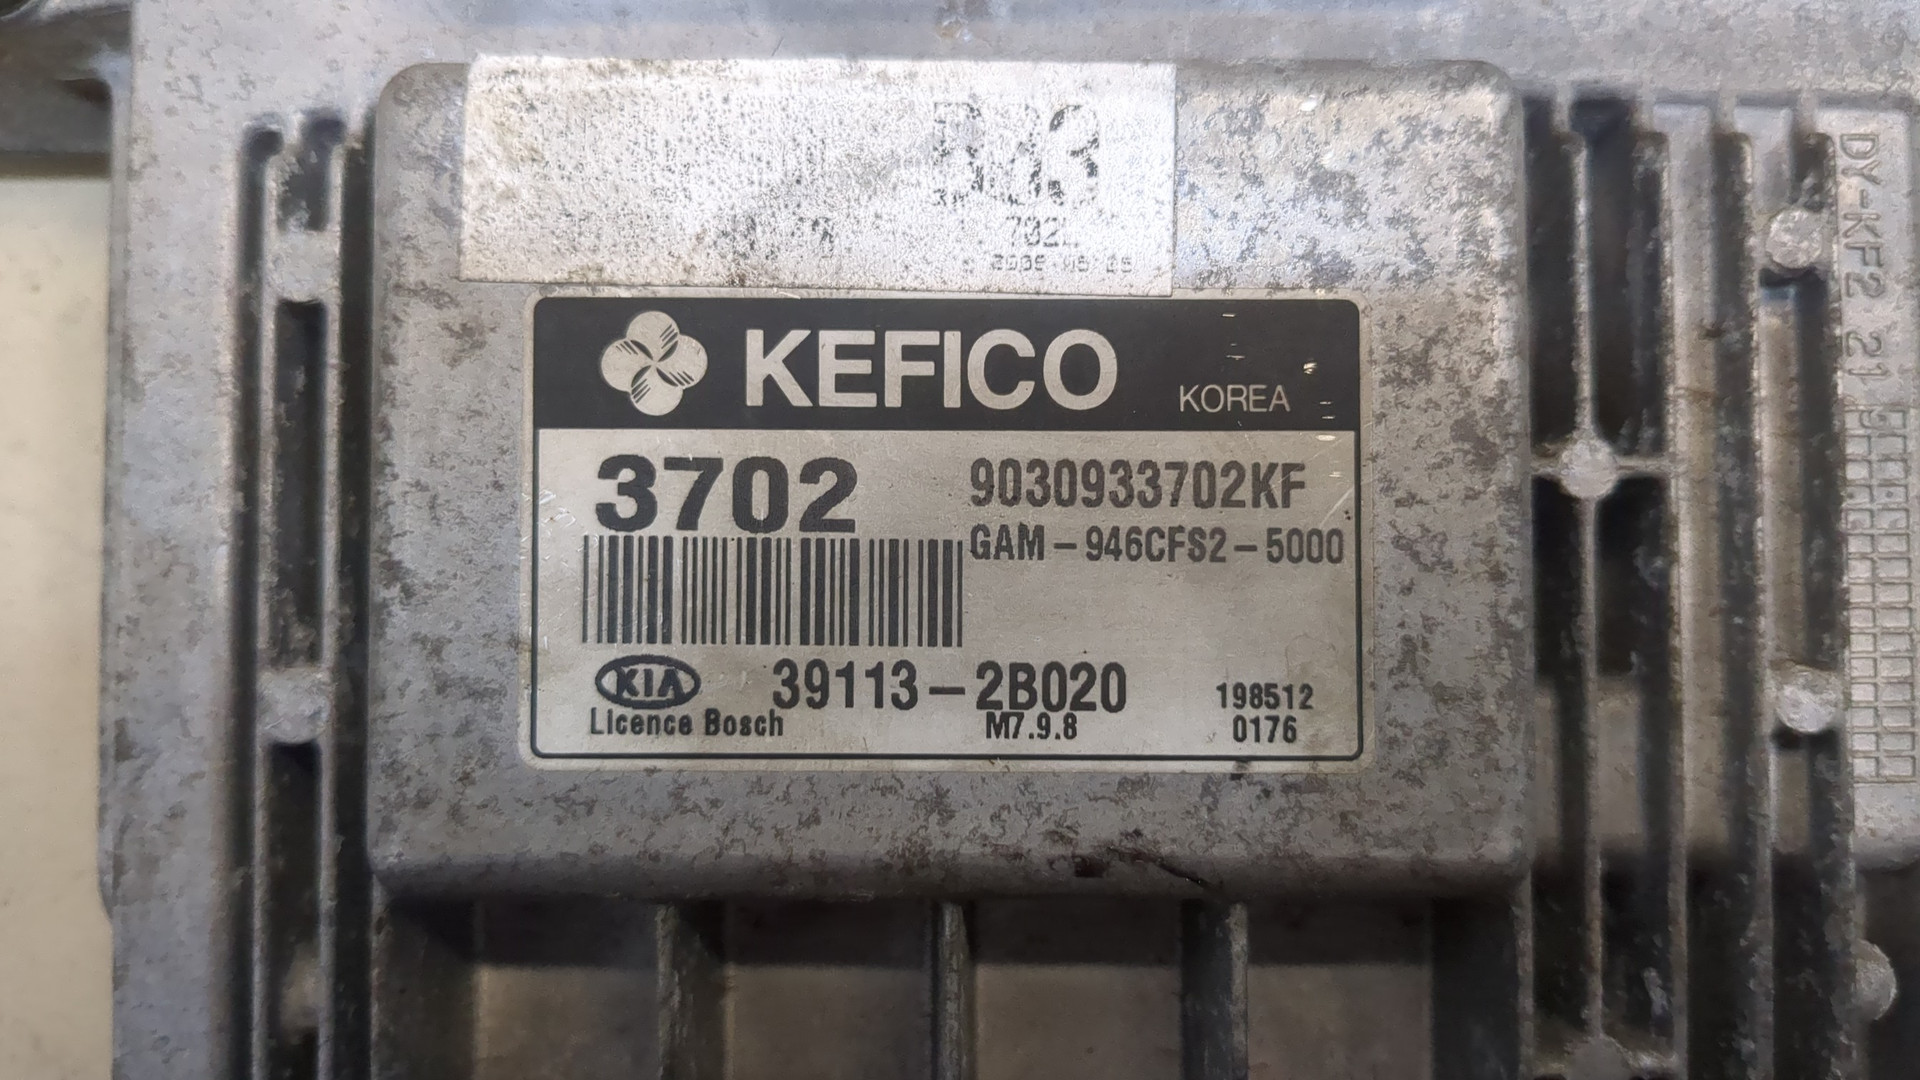 KEFICO
KOREA
3702
9030933702KF
GAM-946CFS2-5000
KIA
39113-2B020
198512
Licence Bosch
M7.9.8
0176
DY-KF2 21